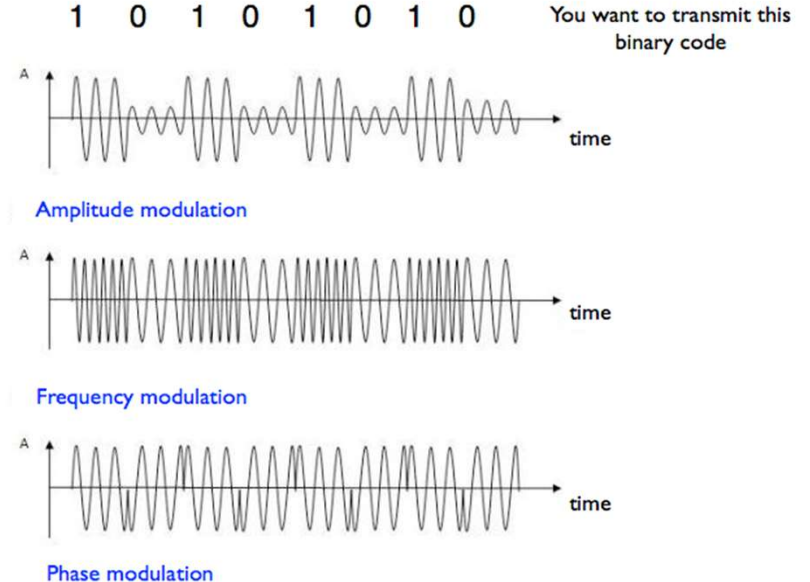 1 0 1 0 1 0 1 0
You want to transmit this
binary code
A
time
Amplitude modulation
A
time
Frequency modulation
A
time
Phase modulation